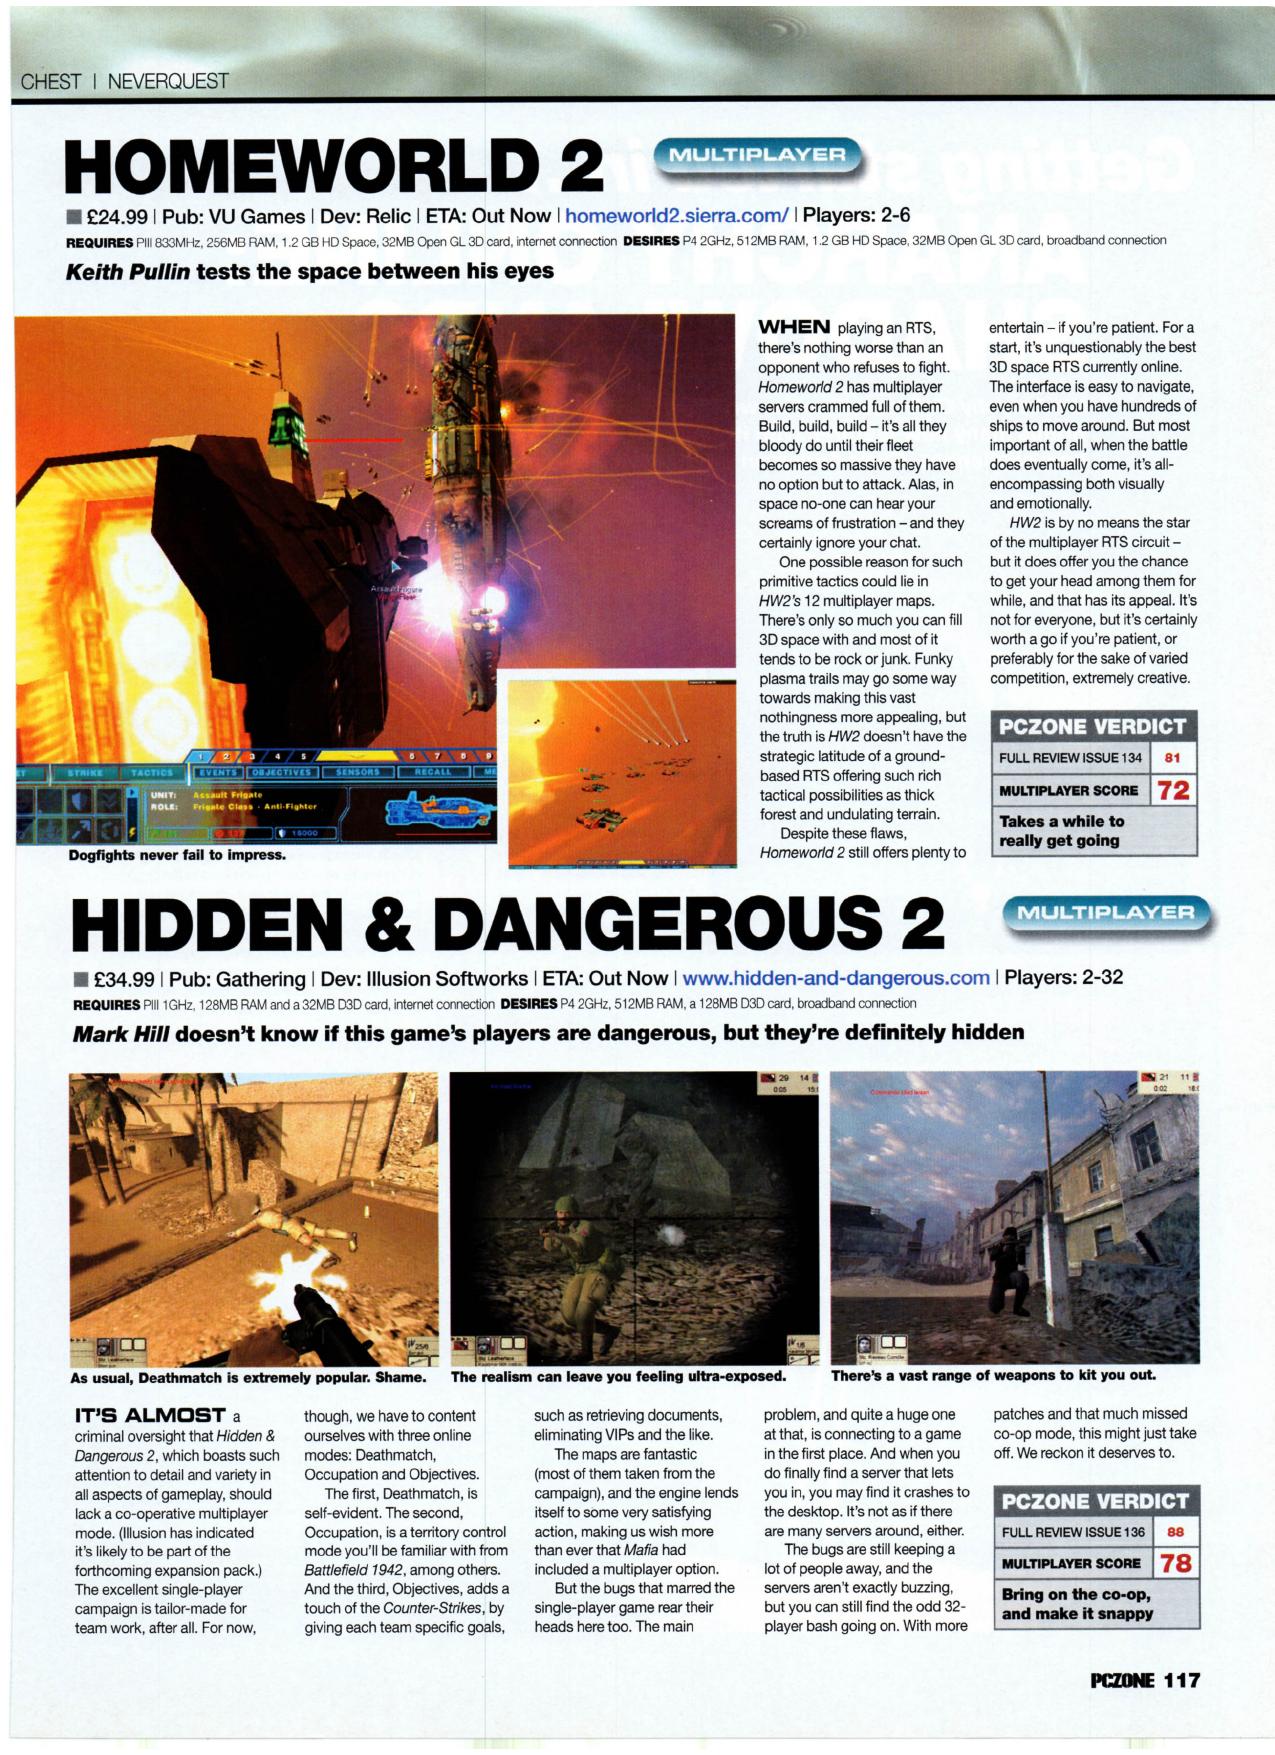 CHEST | NEVERQUEST
HOMEWORLD 2
MULTIPLAYER
£24.99 | Pub: VU Games | Dev: Relic | ETA: Out Now | homeworld2.sierra.com/ | Players: 2-6
REQUIRES PIII 833MHz, 256MB RAM, 1.2 GB HD Space, 32MB Open GL 3D card, internet connection DESIRES P4 2GHz, 512MB RAM, 1.2 GB HD Space, 32MB Open GL 3D card, broadband connection
Keith Pullin tests the space between his eyes
Assault Frigate
1 2 3 4 5 6 7 8 9
STRIKE TACTICS EVENTS OBJECTIVES SENSORS RECALL ME
UNIT: Assault Frigate
ROLE: Frigate Class - Anti-Fighter
16000
Dogfights never fail to impress.
WHEN playing an RTS,
there's nothing worse than an
opponent who refuses to fight.
Homeworld 2 has multiplayer
servers crammed full of them.
Build, build, build – it's all they
bloody do until their fleet
becomes so massive they have
no option but to attack. Alas, in
space no-one can hear your
screams of frustration – and they
certainly ignore your chat.
One possible reason for such
primitive tactics could lie in
HW2's 12 multiplayer maps.
There's only so much you can fill
3D space with and most of it
tends to be rock or junk. Funky
plasma trails may go some way
towards making this vast
nothingness more appealing, but
the truth is HW2 doesn't have the
strategic latitude of a ground-
based RTS offering such rich
tactical possibilities as thick
forest and undulating terrain.
Despite these flaws,
Homeworld 2 still offers plenty to
entertain – if you're patient. For a
start, it's unquestionably the best
3D space RTS currently online.
The interface is easy to navigate,
even when you have hundreds of
ships to move around. But most
important of all, when the battle
does eventually come, it's all-
encompassing both visually
and emotionally.
HW2 is by no means the star
of the multiplayer RTS circuit –
but it does offer you the chance
to get your head among them for
while, and that has its appeal. It's
not for everyone, but it's certainly
worth a go if you're patient, or
preferably for the sake of varied
competition, extremely creative.
PCZONE VERDICT
FULL REVIEW ISSUE 134 81
MULTIPLAYER SCORE 72
Takes a while to
really get going
HIDDEN & DANGEROUS 2
MULTIPLAYER
£34.99 | Pub: Gathering | Dev: Illusion Softworks | ETA: Out Now | www.hidden-and-dangerous.com | Players: 2-32
REQUIRES PIII 1GHz, 128MB RAM and a 32MB D3D card, internet connection DESIRES P4 2GHz, 512MB RAM, a 128MB D3D card, broadband connection
Mark Hill doesn't know if this game's players are dangerous, but they're definitely hidden
29 14
0:05
21 11
0:02
As usual, Deathmatch is extremely popular. Shame.
The realism can leave you feeling ultra-exposed.
There's a vast range of weapons to kit you out.
IT'S ALMOST a
criminal oversight that Hidden &
Dangerous 2, which boasts such
attention to detail and variety in
all aspects of gameplay, should
lack a co-operative multiplayer
mode. (Illusion has indicated
it's likely to be part of the
forthcoming expansion pack.)
The excellent single-player
campaign is tailor-made for
team work, after all. For now,
though, we have to content
ourselves with three online
modes: Deathmatch,
Occupation and Objectives.
The first, Deathmatch, is
self-evident. The second,
Occupation, is a territory control
mode you'll be familiar with from
Battlefield 1942, among others.
And the third, Objectives, adds a
touch of the Counter-Strikes, by
giving each team specific goals,
such as retrieving documents,
eliminating VIPs and the like.
The maps are fantastic
(most of them taken from the
campaign), and the engine lends
itself to some very satisfying
action, making us wish more
than ever that Mafia had
included a multiplayer option.
But the bugs that marred the
single-player game rear their
heads here too. The main
problem, and quite a huge one
at that, is connecting to a game
in the first place. And when you
do finally find a server that lets
you in, you may find it crashes to
the desktop. It's not as if there
are many servers around, either.
The bugs are still keeping a
lot of people away, and the
servers aren't exactly buzzing,
but you can still find the odd 32-
player bash going on. With more
patches and that much missed
co-op mode, this might just take
off. We reckon it deserves to.
PCZONE VERDICT
FULL REVIEW ISSUE 136 88
MULTIPLAYER SCORE 78
Bring on the co-op,
and make it snappy
PCZONE 117